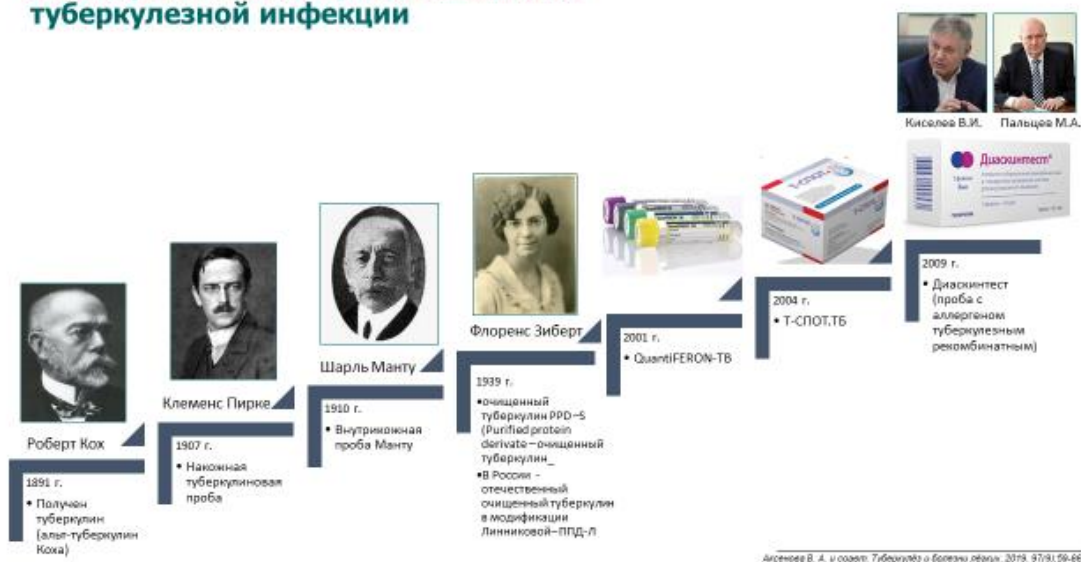 туберкулезной инфекции
Киселев В.И.
Пальцев М.А.
Диаскинтест®
Т-СПОТ.
Роберт Кох
1891 г.
• Получен
туберкулин
(альт-туберкулин
Коха)
Клеменс Пирке
1907 г.
• Накожная
туберкулиновая
проба
Шарль Манту
1910 г.
• Внутрикожная
проба Манту
Флоренс Зиберт
1939 г.
•очищенный
туберкулин PPD–S
(Purified protein
derivate – очищенный
туберкулин_
•В России -
отечественный
очищенный туберкулин
в модификации
Линниковой–ППД-Л
2001 г.
• QuantiFERON-ТВ
2004 г.
• Т-СПОТ.ТБ
2009 г.
• Диаскинтест
(проба с
аллергеном
туберкулезным
рекомбинатным)
Аксенова В. А. и соавт. Туберкулёз и болезни лёгких. 2019. 97(9):59-66